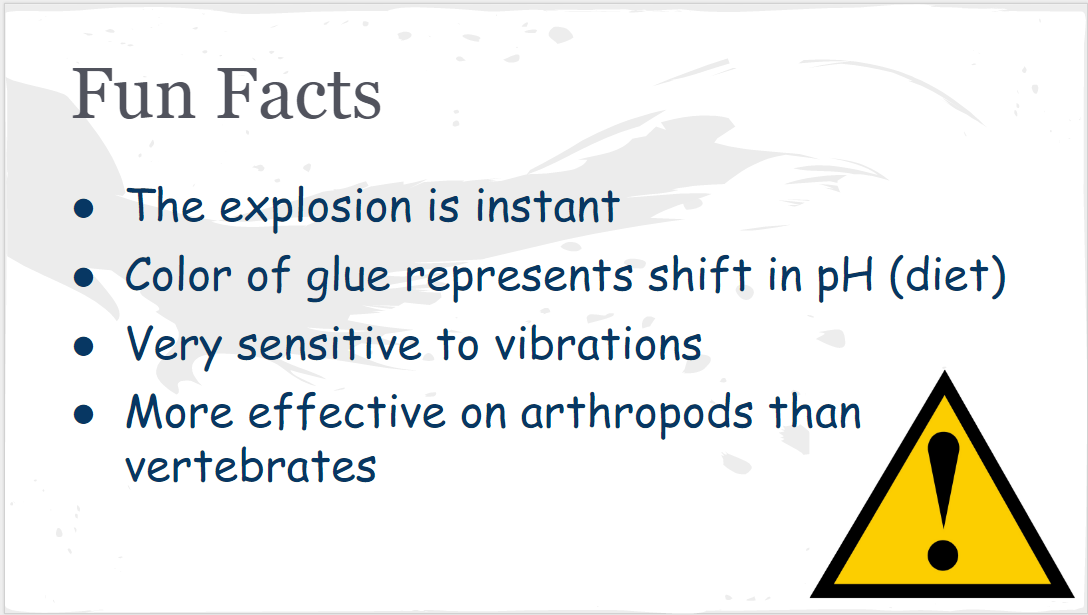 Fun Facts
● The explosion is instant
● Color of glue represents shift in pH (diet)
● Very sensitive to vibrations
● More effective on arthropods than
vertebrates
!